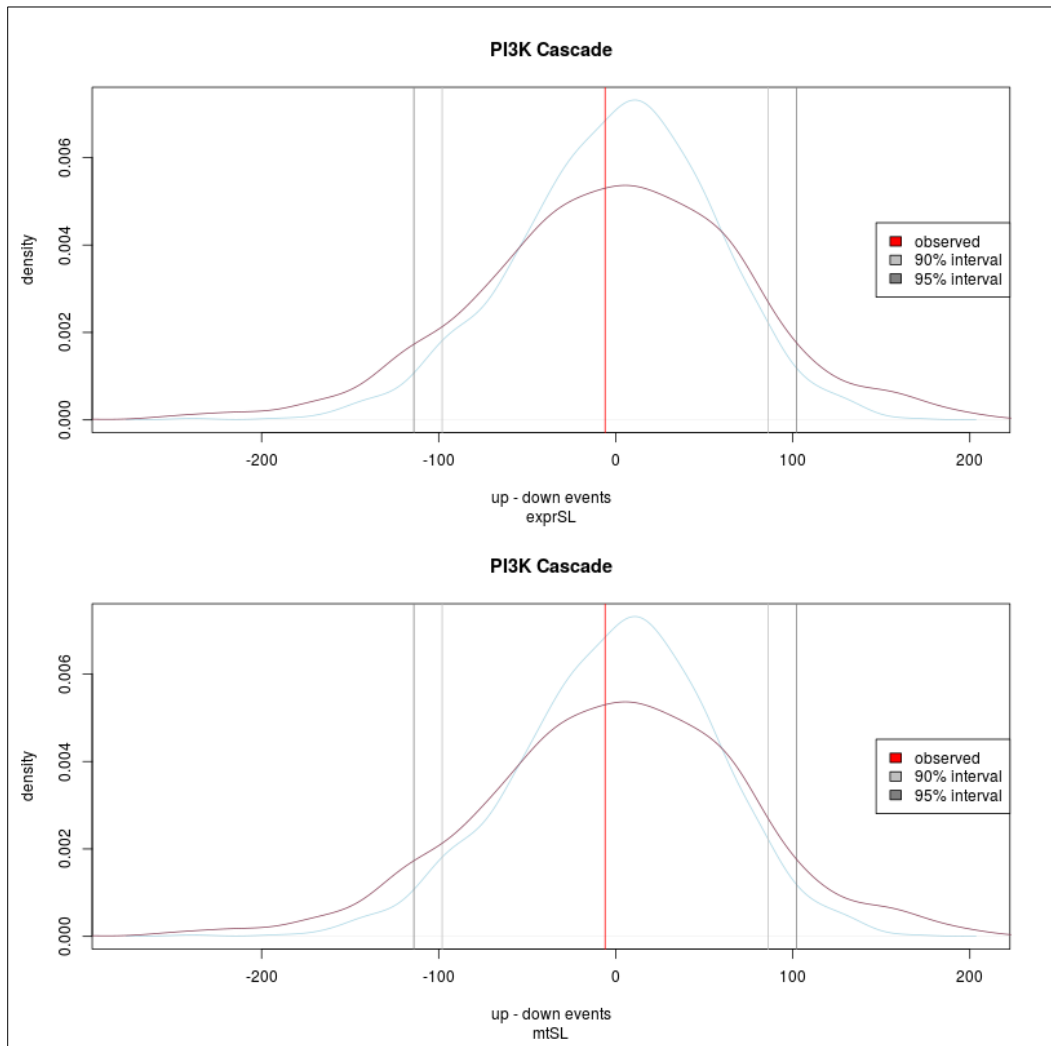 PI3K Cascade
density
0.006
0.004
0.002
0.000
observed
90% interval
95% interval
-200 -100 0 100 200
up - down events
exprSL
PI3K Cascade
density
0.006
0.004
0.002
0.000
observed
90% interval
95% interval
-200 -100 0 100 200
up - down events
mtSL